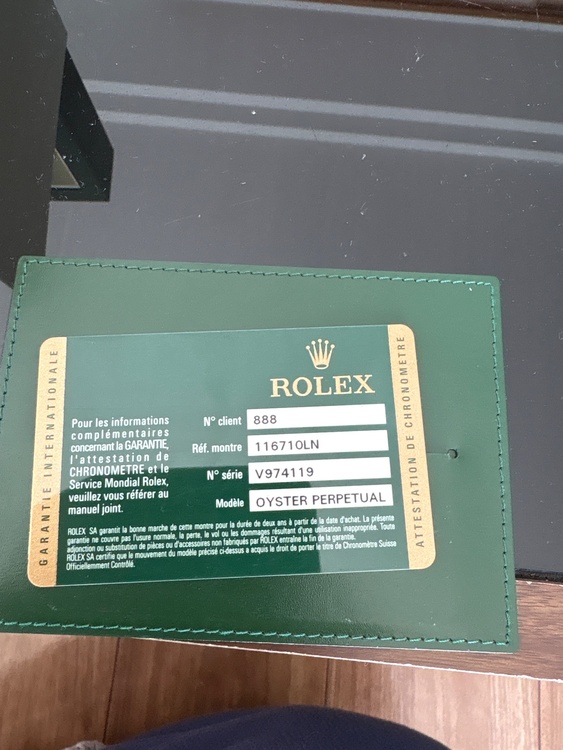 GARANTIE INTERNATIONALE
ROLEX
Pour les informations
complémentaires
concernant la GARANTIE,
l'attestation de
CHRONOMETRE et le
Service Mondial Rolex,
veuillez vous référer au
manuel joint.
N° client 888
Réf. montre 116710LN
N° série V974119
Modèle OYSTER PERPETUAL
ROLEX SA garantit la bonne marche de cette montre pour la durée de deux ans à partir de la date d'achat. La présente
garantie ne couvre pas l'usure normale, la perte, le vol ou les dommages résultant d'une utilisation inappropriée. Toute
adjonction ou substitution de pièces ou d'accessoires non fabriqués par ROLEX entraîne la fin de la garantie.
ROLEX SA certifie que le mouvement du modèle précisé ci-dessus a acquis le droit de porter le titre de Chronomètre Suisse
Officiellement Contrôlé.
ATTESTATION DE CHRONOMETRE